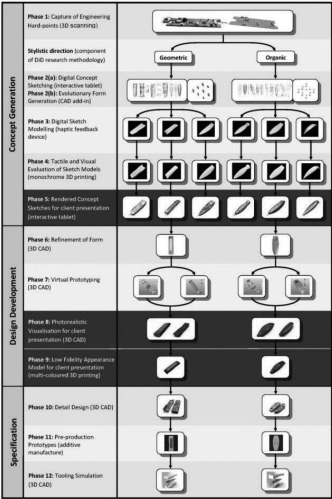 Concept Generation
Phase 1: Capture of Engineering
Hard-points (3D scanning)
Stylistic direction (component
of DiD research methodology)
Geometric
Organic
Phase 2(a): Digital Concept
Sketching (interactive tablet)
Phase 2(b): Evolutionary Form
Generation (CAD add-in)
Phase 3: Digital Sketch
Modelling (haptic feedback
device)
Phase 4: Tactile and Visual
Evaluation of Sketch Models
(monochrome 3D printing)
Phase 5: Rendered Concept
Sketches for client presentation
(interactive tablet)
Design Development
Phase 6: Refinement of Form
(3D CAD)
Phase 7: Virtual Prototyping
(3D CAD)
Phase 8: Photorealistic
Visualisation for client
presentation (3D CAD)
Phase 9: Low Fidelity Appearance
Model for client presentation
(multi-coloured 3D printing)
Specification
Phase 10: Detail Design (3D CAD)
Phase 11: Pre-production
Prototypes (additive
manufacture)
Phase 12: Tooling Simulation
(3D CAD)